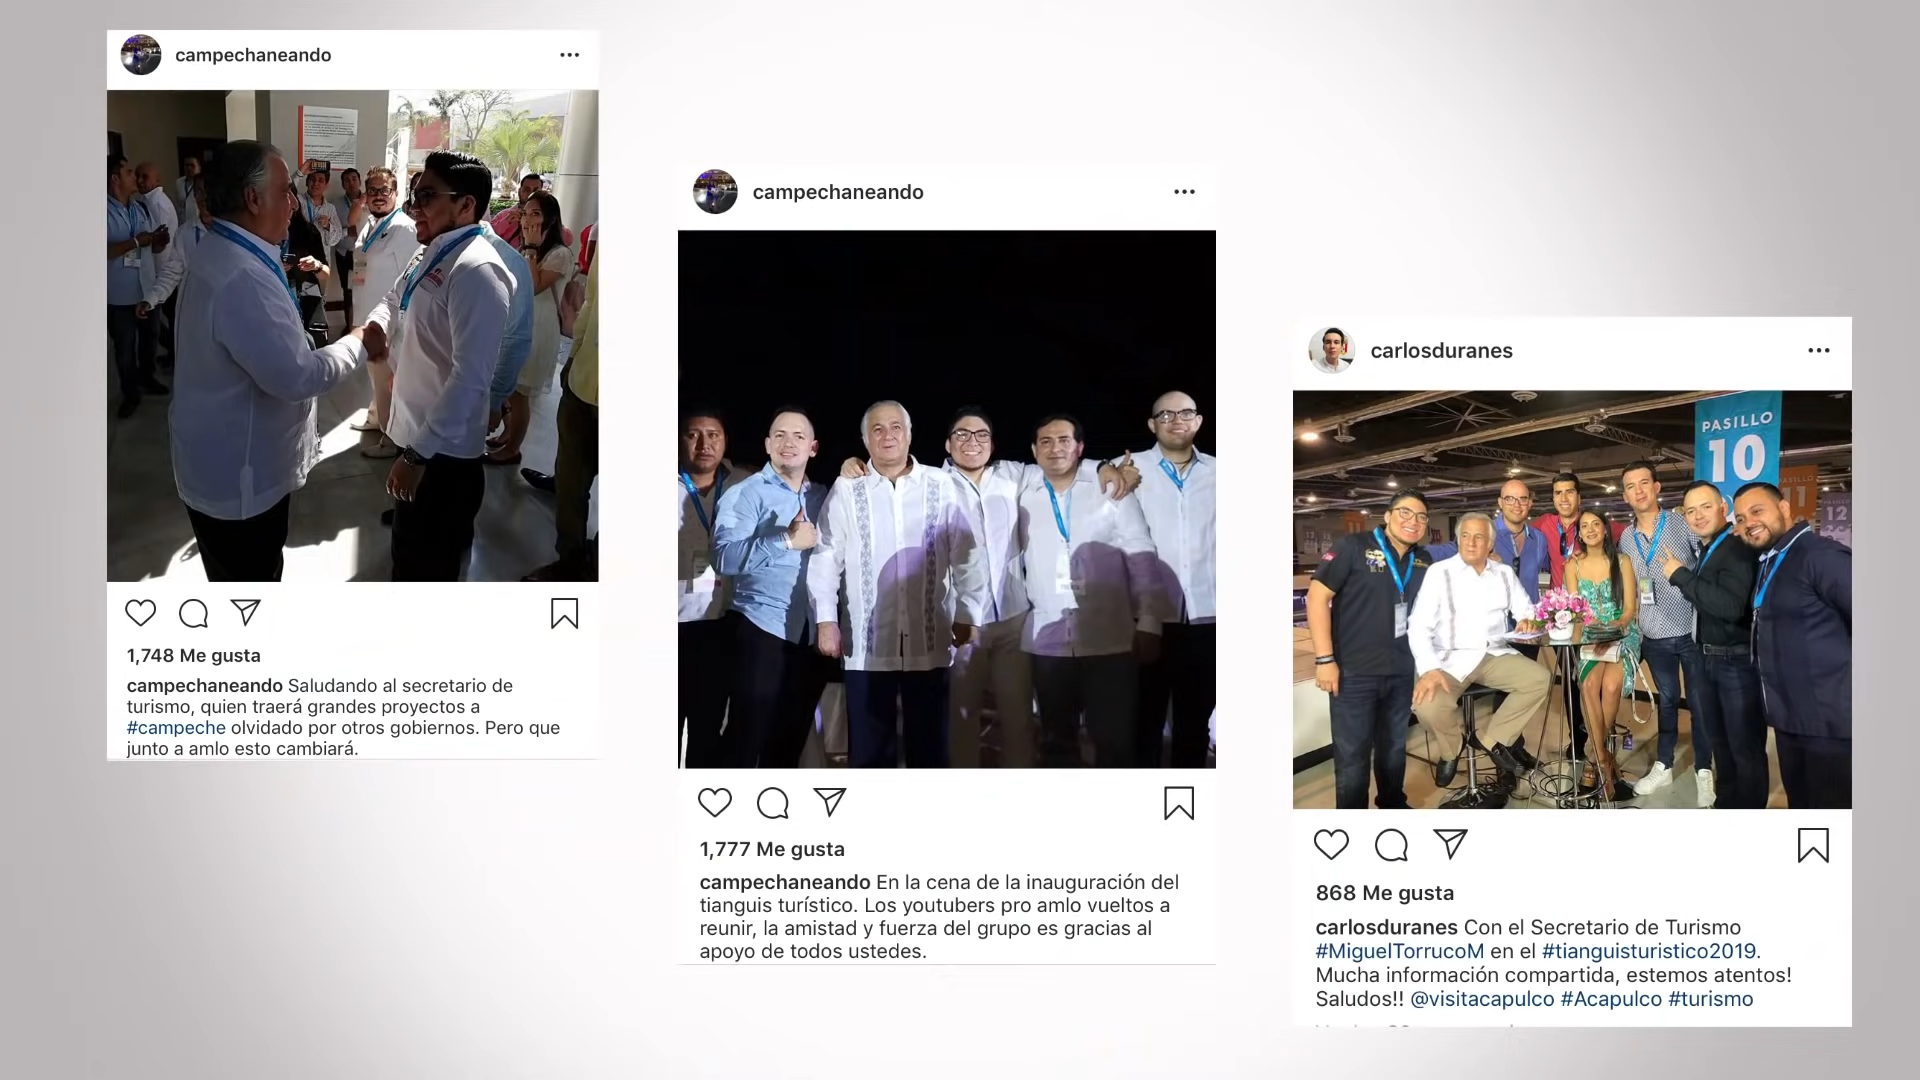 campechaneando
1,748 Me gusta
campechaneando Saludando al secretario de
turismo, quien traerá grandes proyectos a
#campeche olvidado por otros gobiernos. Pero que
junto a amlo esto cambiará.
campechaneando
1,777 Me gusta
campechaneando En la cena de la inauguración del
tianguis turístico. Los youtubers pro amlo vueltos a
reunir, la amistad y fuerza del grupo es gracias al
apoyo de todos ustedes.
carlosduranes
PASILLO
10
PASILLO
11
12
868 Me gusta
carlosduranes Con el Secretario de Turismo
#MiguelTorrucoM en el #tianguisturistico2019.
Mucha información compartida, estemos atentos!
Saludos!! @visitacapulco #Acapulco #turismo